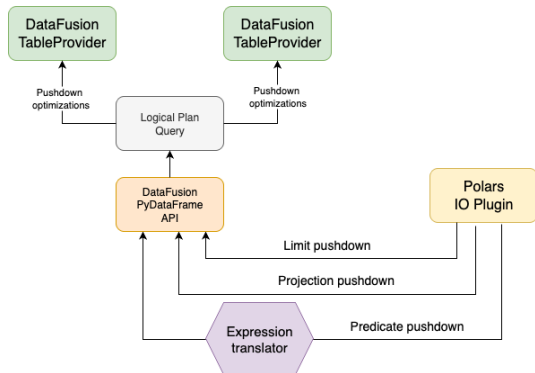 DataFusion
TableProvider
DataFusion
TableProvider
Pushdown
optimizations
Pushdown
optimizations
Logical Plan
Query
DataFusion
PyDataFrame
API
Polars
IO Plugin
Limit pushdown
Projection pushdown
Expression
translator
Predicate pushdown